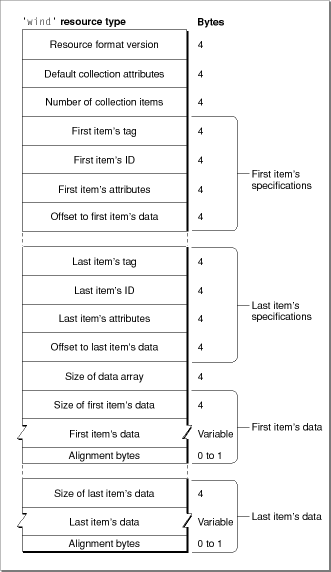 'wind' resource type Bytes
Resource format version 4
Default collection attributes 4
Number of collection items 4
First item's tag 4
First item's ID 4
First item's specifications
First item's attributes 4
Offset to first item's data 4
Last item's tag 4
Last item's ID 4
Last item's specifications
Last item's attributes 4
Offset to last item's data 4
Size of data array 4
Size of first item's data 4
First item's data Variable First item's data
Alignment bytes 0 to 1
Size of last item's data 4
Last item's data Variable Last item's data
Alignment bytes 0 to 1